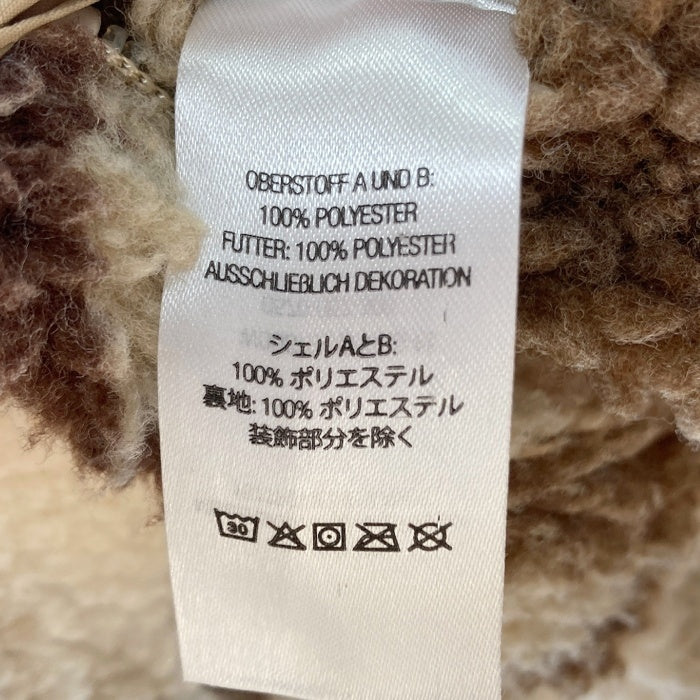 OBERSTOFF A UND B:
100% POLYESTER
FUTTER: 100% POLYESTER
AUSSCHLIEßLICH DEKORATION
シェルAとB:
100% ポリエステル
裏地: 100% ポリエステル
装飾部分を除く
30